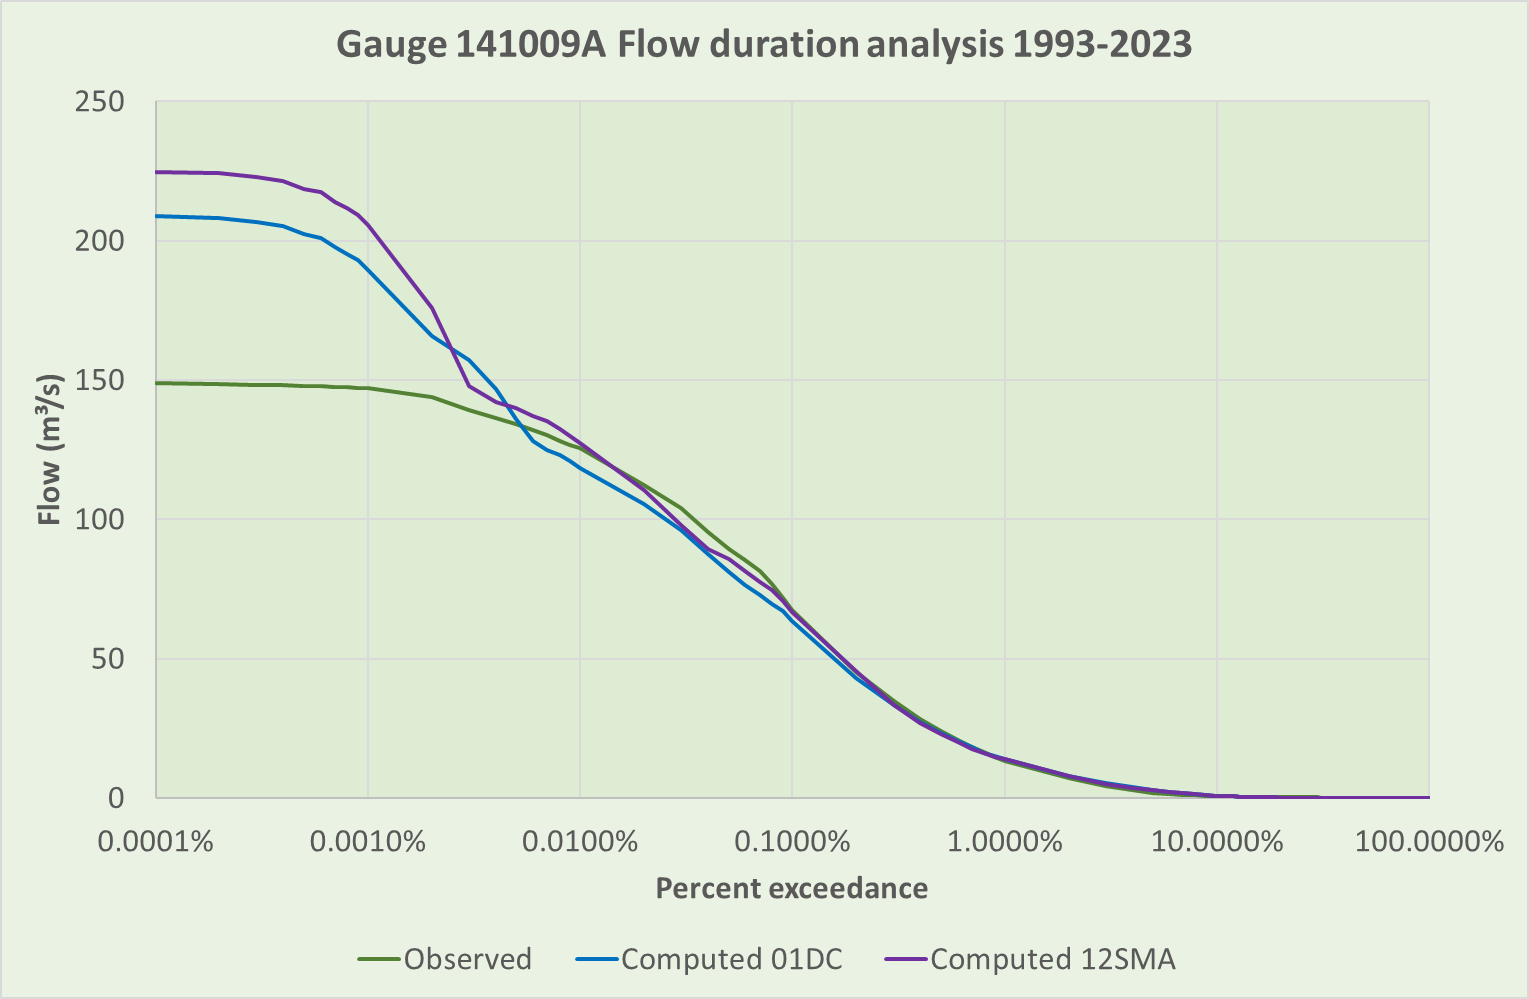 Gauge 141009A Flow duration analysis 1993-2023
250
200
150
100
50
0
Flow (m³/s)
0.0001% 0.0010% 0.0100% 0.1000% 1.0000% 10.0000% 100.0000%
Percent exceedance
Observed Computed 01DC Computed 12SMA